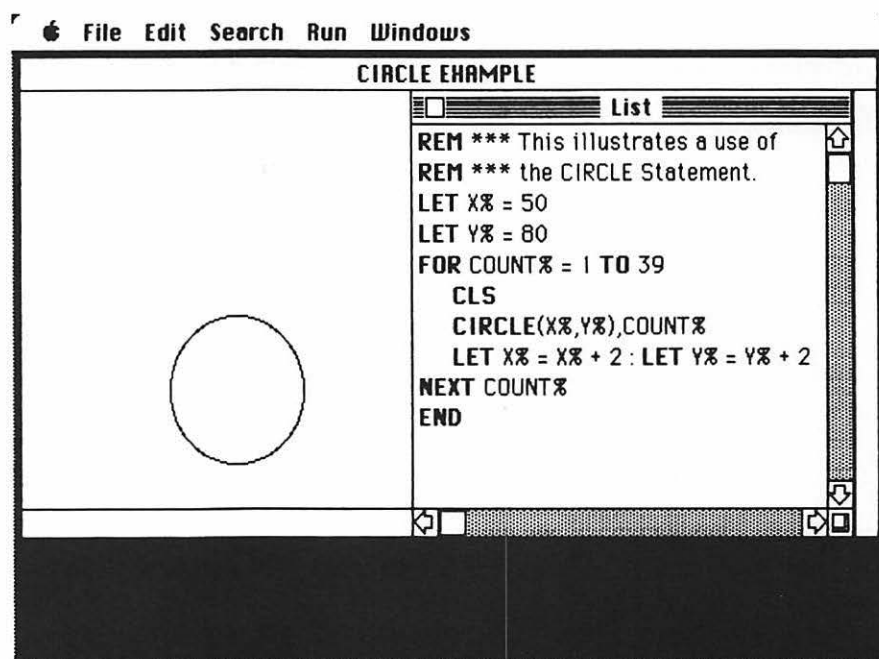 File Edit Search Run Windows
CIRCLE EXAMPLE
List
REM *** This illustrates a use of
REM *** the CIRCLE Statement.
LET X% = 50
LET Y% = 80
FOR COUNT% = 1 TO 39
CLS
CIRCLE(X%,Y%),COUNT%
LET X% = X% + 2 : LET Y% = Y% + 2
NEXT COUNT%
END